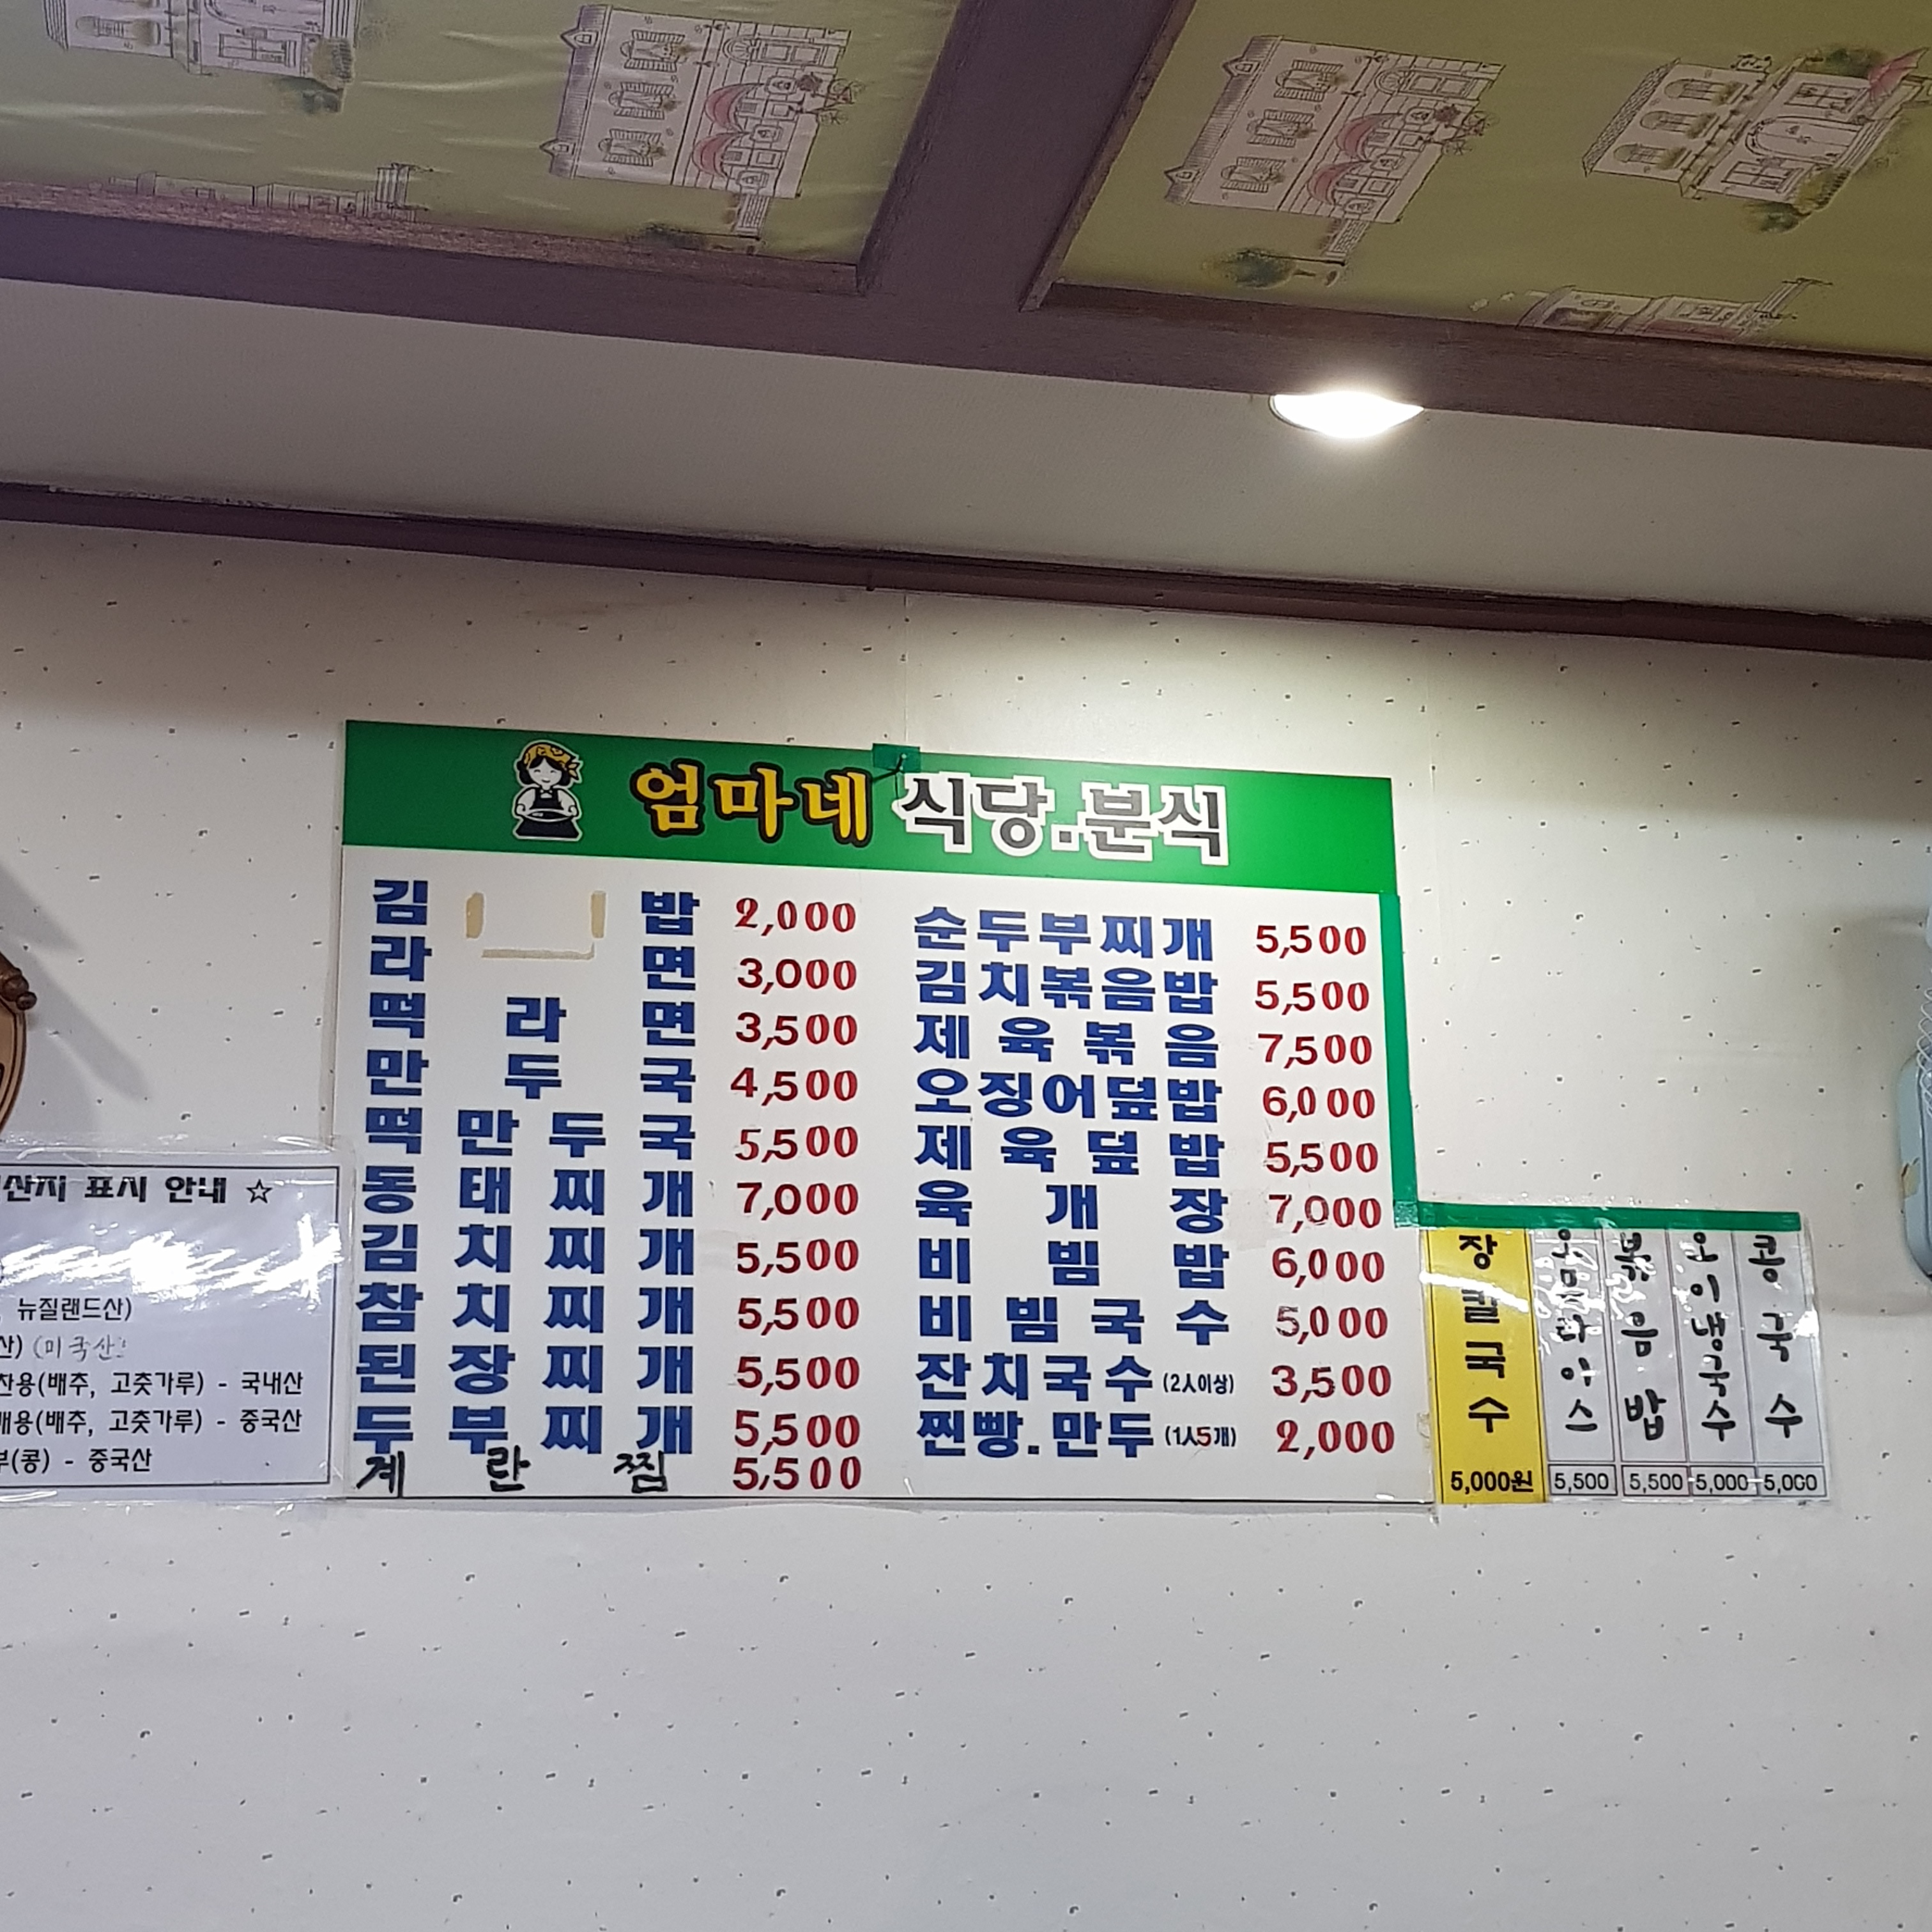 엄마네 식당.분식
김 밥 2,000
라 면 3,000
떡 라 면 3,500
만 두 국 4,500
떡 만 두 국 5,500
동 태 찌 개 7,000
김 치 찌 개 5,500
참 치 찌 개 5,500
된 장 찌 개 5,500
두 부 찌 개 5,500
계 란 찜 5,500
순두부찌개 5,500
김치볶음밥 5,500
제 육 볶 음 7,500
오징어덮밥 6,000
제 육 덮 밥 5,500
육 개 장 7,000
비 빔 밥 6,000
비 빔 국 수 5,000
잔치국수(2人이상) 3,500
찐빵.만두(1人5개) 2,000
장칼국수 5,000원
오므라이스 5,500
볶음밥 5,500
오이냉국수 5,000
콩국수 5,000
산지 표시 안내 ☆
뉴질랜드산)
산) (미국산)
찬용(배추, 고춧가루) - 국내산
개용(배추, 고춧가루) - 중국산
부(콩) - 중국산